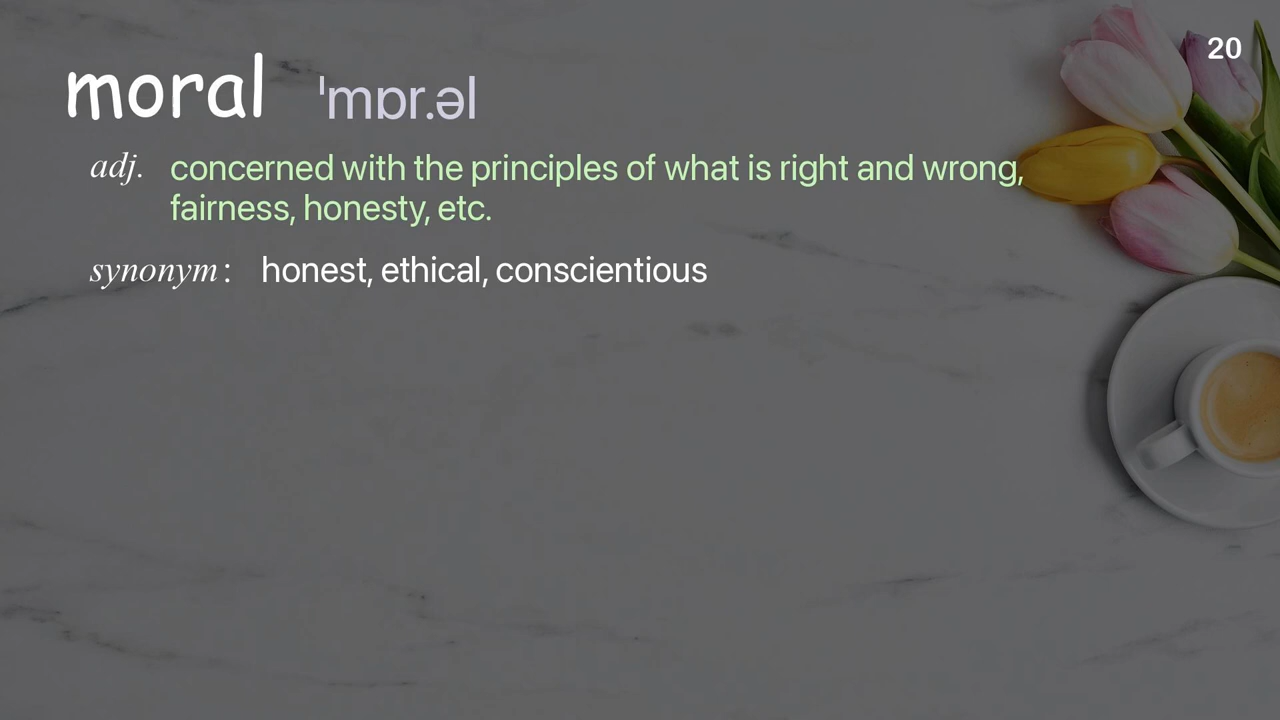 20
moral ˈmɒr.əl
adj. concerned with the principles of what is right and wrong,
fairness, honesty, etc.
synonym : honest, ethical, conscientious